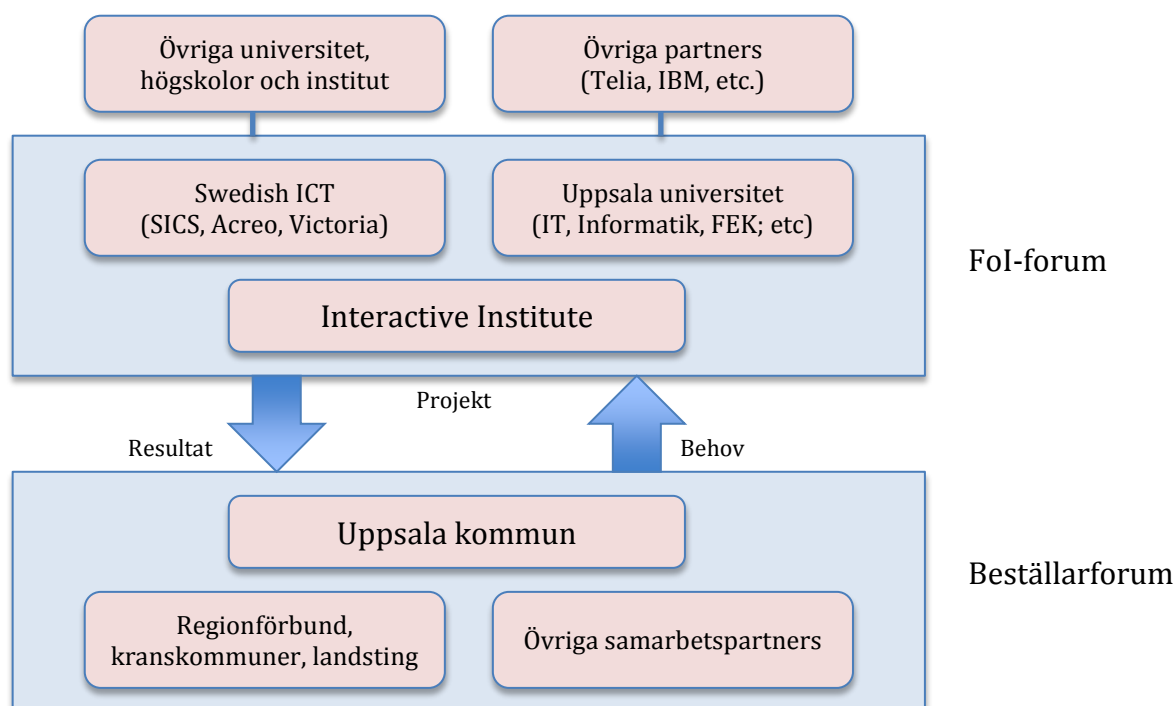 Övriga universitet,
högskolor och institut
Övriga partners
(Telia, IBM, etc.)
Swedish ICT
(SICS, Acreo, Victoria)
Uppsala universitet
(IT, Informatik, FEK; etc)
Interactive Institute
FoI-forum
Projekt
Resultat
Behov
Uppsala kommun
Regionförbund,
kranskommuner, landsting
Övriga samarbetspartners
Beställarforum